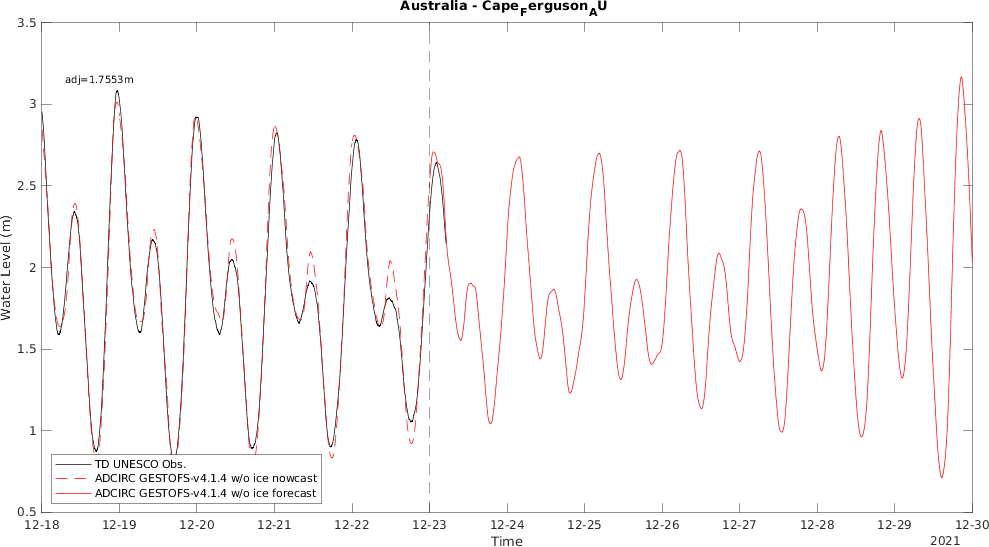 Australia - Cape_Ferguson_AU
3.5
adj=1.7553m
3
2.5
2
Water Level (m)
1.5
1
TD UNESCO Obs.
ADCIRC GESTOFS-v4.1.4 w/o ice nowcast
ADCIRC GESTOFS-v4.1.4 w/o ice forecast
0.5
12-18 12-19 12-20 12-21 12-22 12-23 12-24 12-25 12-26 12-27 12-28 12-29 12-30
Time
2021